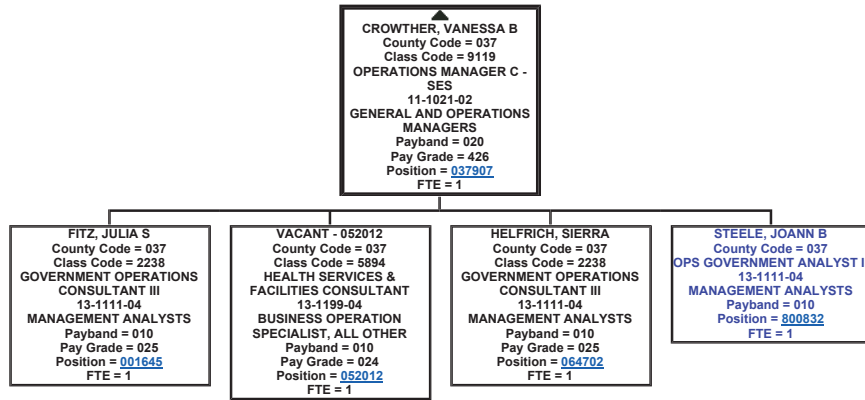 CROWTHER, VANESSA B
County Code = 037
Class Code = 9119
OPERATIONS MANAGER C -
SES
11-1021-02
GENERAL AND OPERATIONS
MANAGERS
Payband = 020
Pay Grade = 426
Position = 037907
FTE = 1
FITZ, JULIA S
County Code = 037
Class Code = 2238
GOVERNMENT OPERATIONS
CONSULTANT III
13-1111-04
MANAGEMENT ANALYSTS
Payband = 010
Pay Grade = 025
Position = 001645
FTE = 1
VACANT - 052012
County Code = 037
Class Code = 5894
HEALTH SERVICES &
FACILITIES CONSULTANT
13-1199-04
BUSINESS OPERATION
SPECIALIST, ALL OTHER
Payband = 010
Pay Grade = 024
Position = 052012
FTE = 1
HELFRICH, SIERRA
County Code = 037
Class Code = 2238
GOVERNMENT OPERATIONS
CONSULTANT III
13-1111-04
MANAGEMENT ANALYSTS
Payband = 010
Pay Grade = 025
Position = 064702
FTE = 1
STEELE, JOANN B
County Code = 037
OPS GOVERNMENT ANALYST I
13-1111-04
MANAGEMENT ANALYSTS
Payband = 010
Position = 800832
FTE = 1